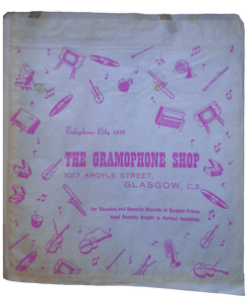 Telephone City
THE GRAMOPHONE SHOP
1017 ARGYLE STREET,
GLASGOW, C.3
For Classical and Operatic Records at Bargain Prices
Used Records Bought in Perfect Condition